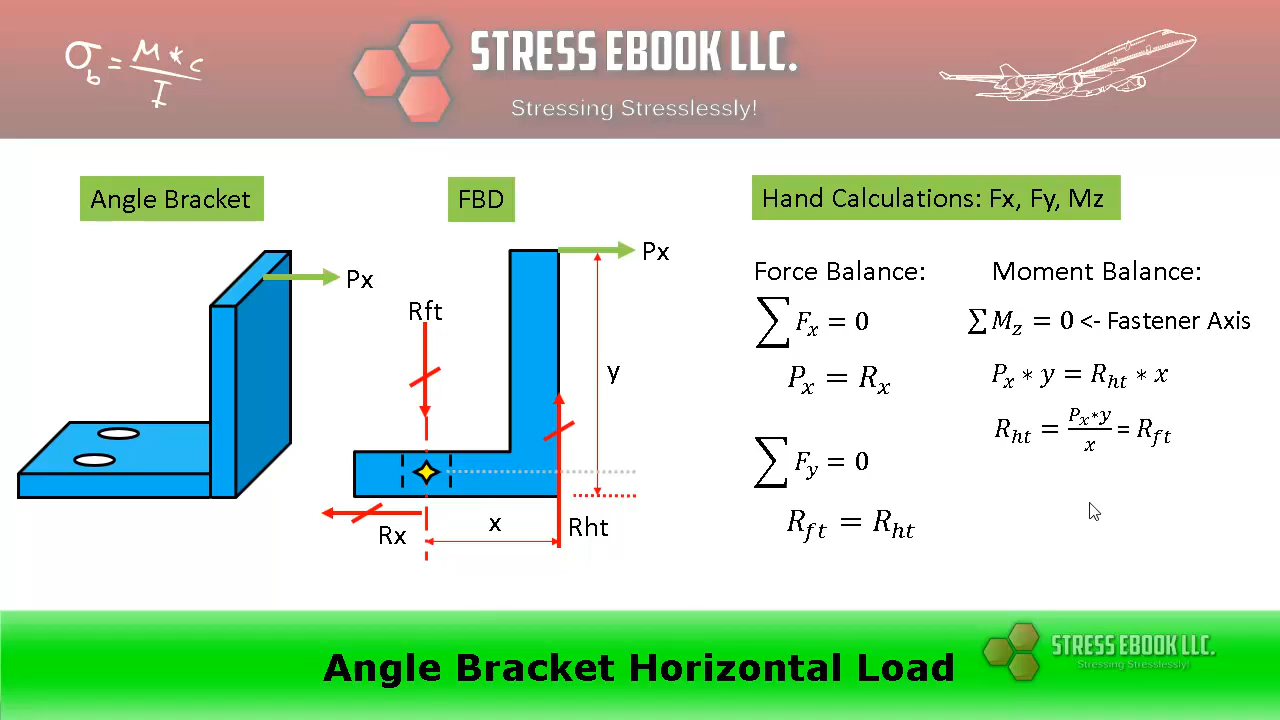 σb = M * c / I
STRESS EBOOK LLC.
Stressing Stresslessly!
Angle Bracket
FBD
Hand Calculations: Fx, Fy, Mz
Px
Px
Rft
y
x
Rx
Rht
Force Balance:
∑ Fx = 0
Px = Rx
∑ Fy = 0
Rft = Rht
Moment Balance:
∑ Mz = 0 <- Fastener Axis
Px * y = Rht * x
Rht = Px*y / x = Rft
Angle Bracket Horizontal Load
STRESS EBOOK LLC.
Stressing Stresslessly!